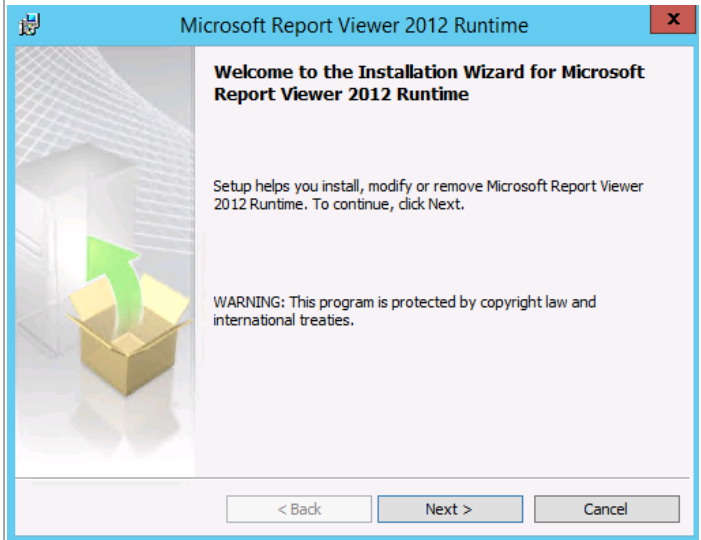 Microsoft Report Viewer 2012 Runtime
x
Welcome to the Installation Wizard for Microsoft
Report Viewer 2012 Runtime
Setup helps you install, modify or remove Microsoft Report Viewer
2012 Runtime. To continue, click Next.
WARNING: This program is protected by copyright law and
international treaties.
< Back Next > Cancel